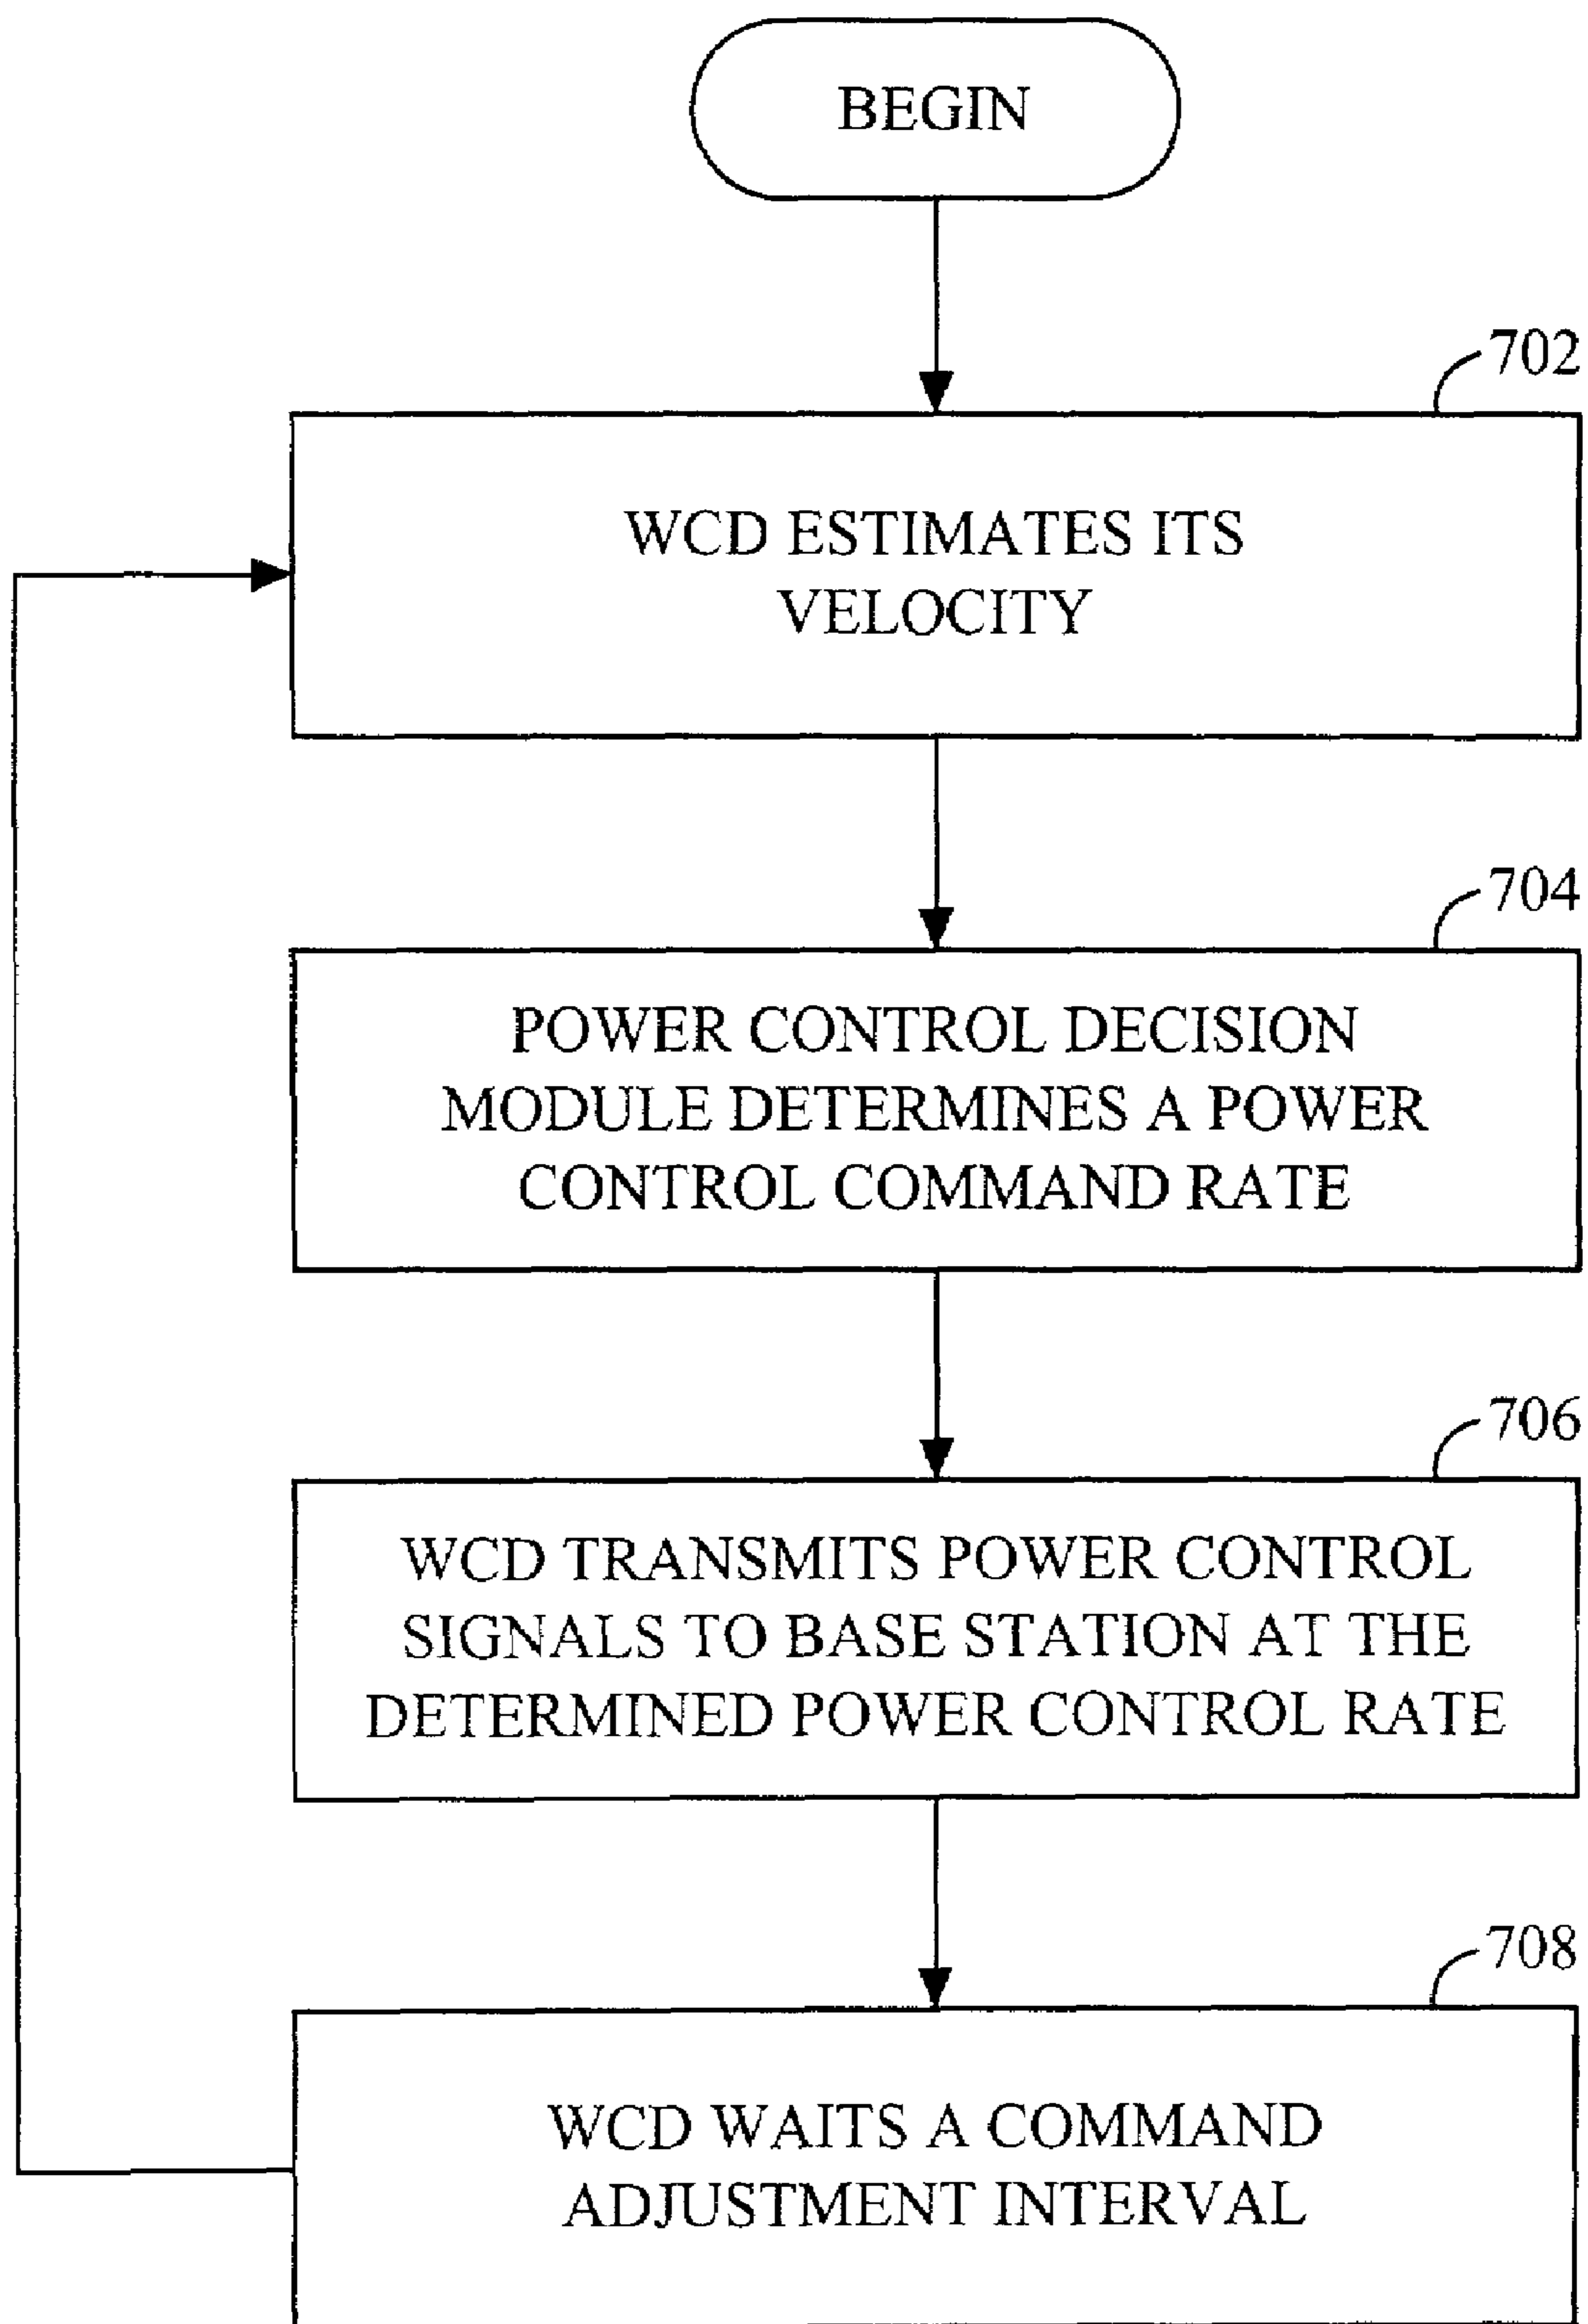 BEGIN
702
WCD ESTIMATES ITS
VELOCITY
704
POWER CONTROL DECISION
MODULE DETERMINES A POWER
CONTROL COMMAND RATE
706
WCD TRANSMITS POWER CONTROL
SIGNALS TO BASE STATION AT THE
DETERMINED POWER CONTROL RATE
708
WCD WAITS A COMMAND
ADJUSTMENT INTERVAL